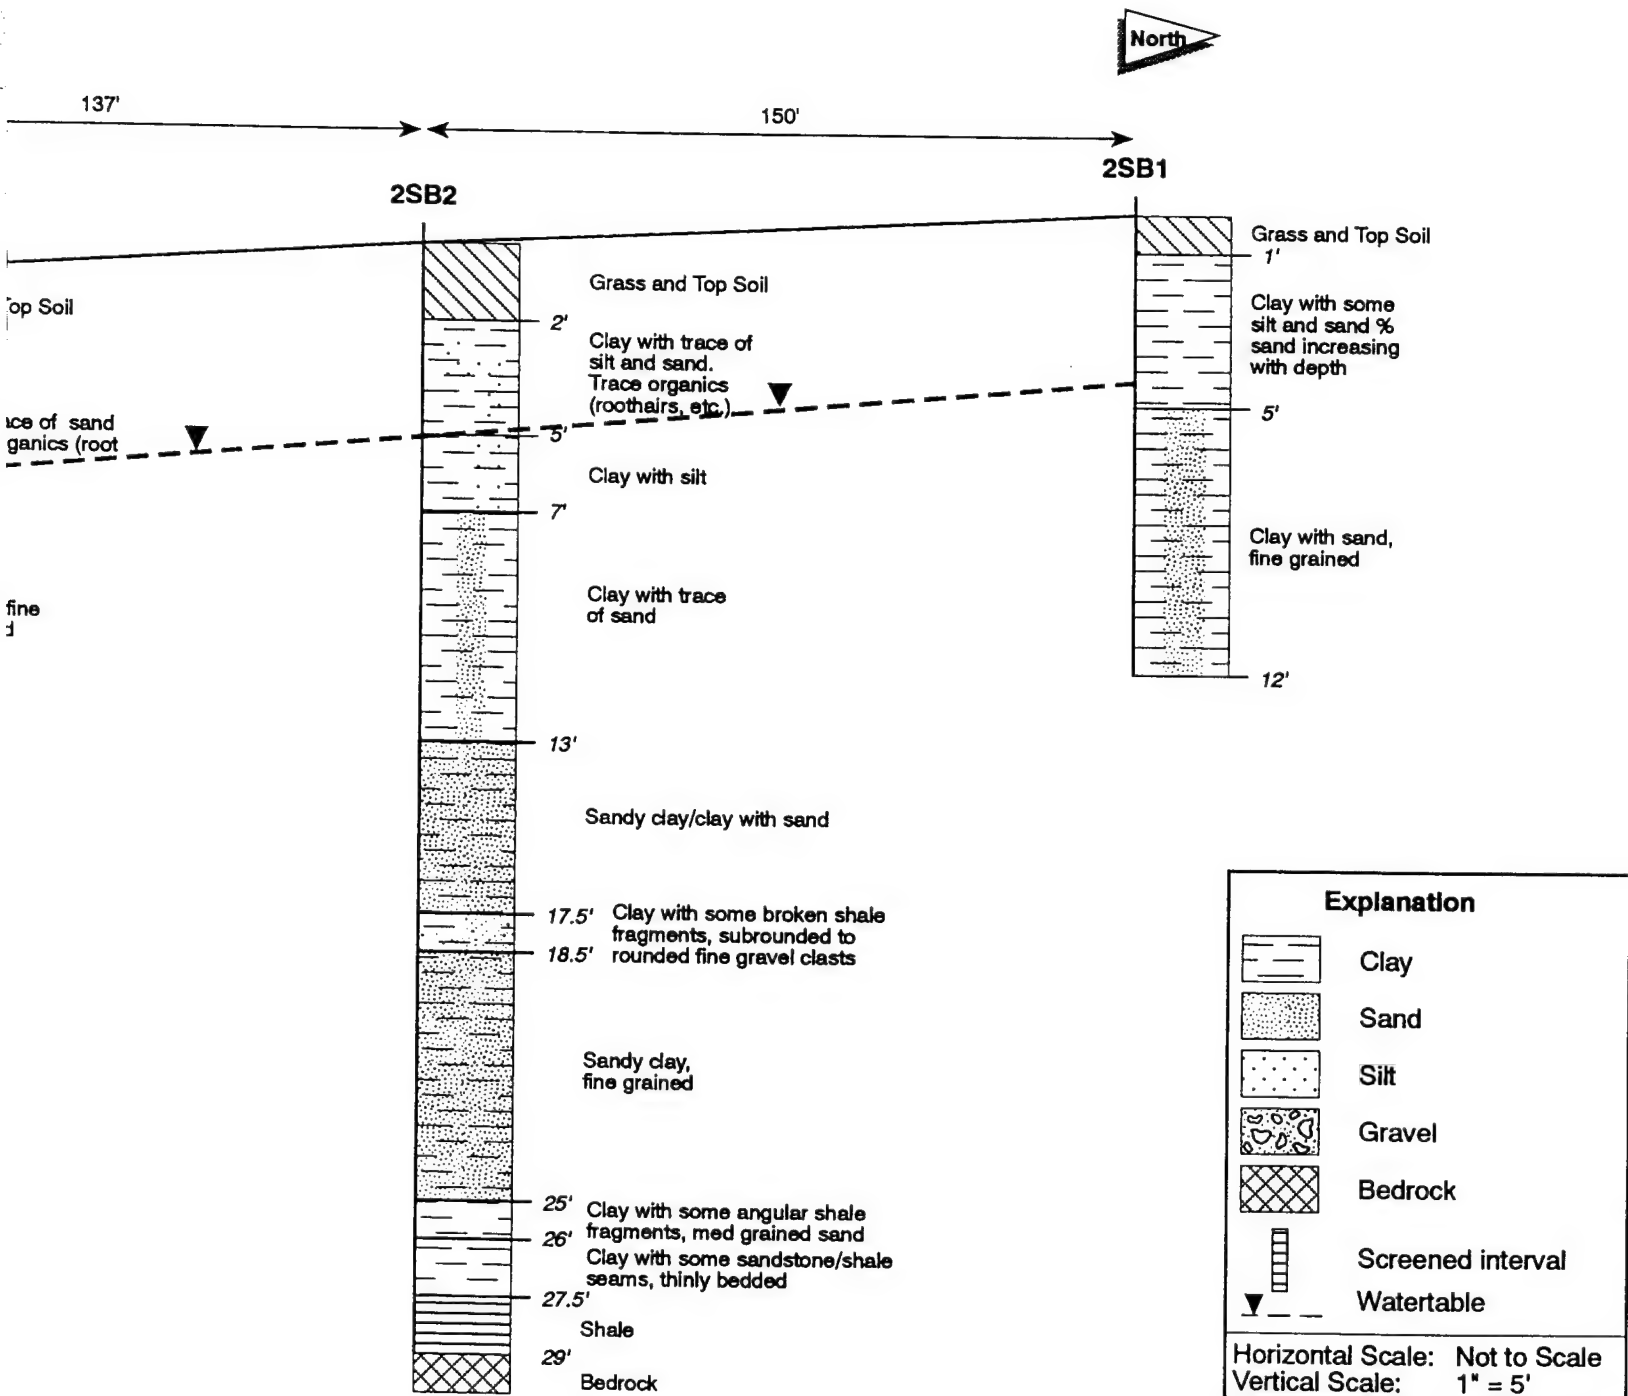 North
137'
150'
2SB2
2SB1
Top Soil
ace of sand
ganics (root
fine
Grass and Top Soil
2'
Clay with trace of
silt and sand.
Trace organics
(roothairs, etc.)
5'
Clay with silt
7'
Clay with trace
of sand
13'
Sandy clay/clay with sand
17.5'
Clay with some broken shale
fragments, subrounded to
rounded fine gravel clasts
18.5'
Sandy clay,
fine grained
25'
Clay with some angular shale
fragments, med grained sand
26'
Clay with some sandstone/shale
seams, thinly bedded
27.5'
Shale
29'
Bedrock
Grass and Top Soil
1'
Clay with some
silt and sand %
sand increasing
with depth
5'
Clay with sand,
fine grained
12'
Explanation
Clay
Sand
Silt
Gravel
Bedrock
Screened interval
Watertable
Horizontal Scale: Not to Scale
Vertical Scale: 1" = 5'